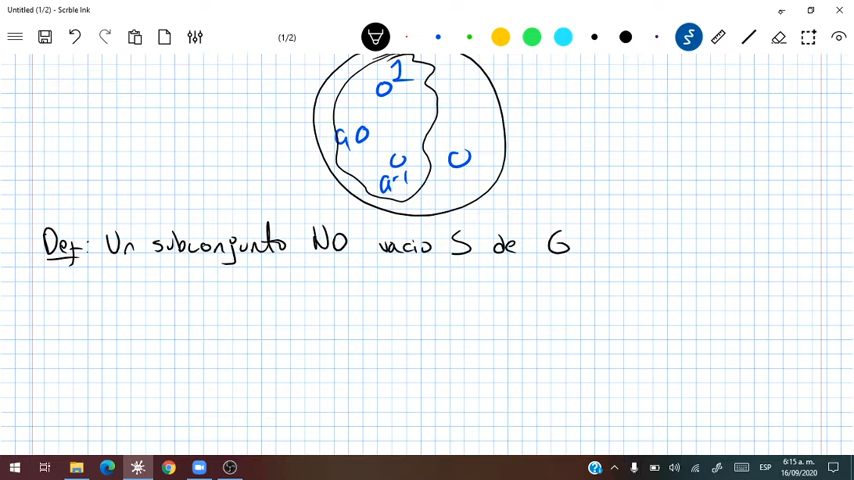 Untitled (1/2) - Scrble Ink
(1/2)
1
a
a⁻¹
Def: Un subconjunto NO vacio S de G
ESP
6:15 a. m.
16/09/2020